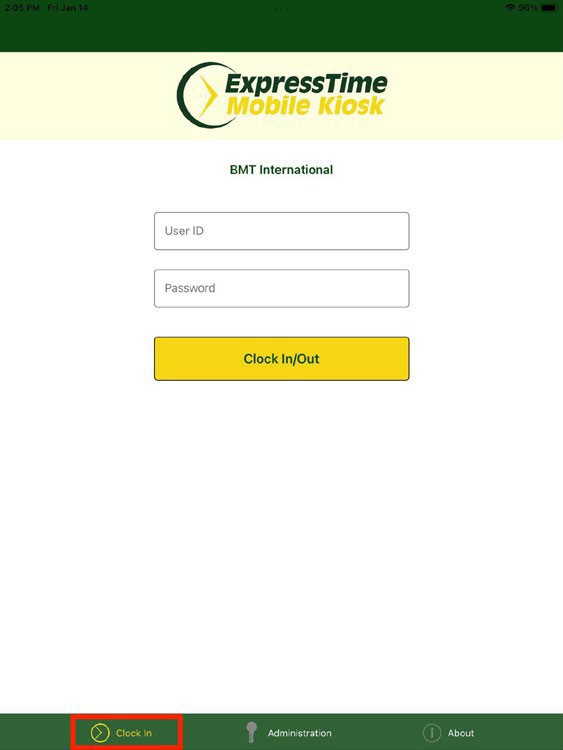 2:05 PM Fri Jan 14
96%
ExpressTime
Mobile Kiosk
BMT International
User ID
Password
Clock In/Out
Clock In
Administration
About